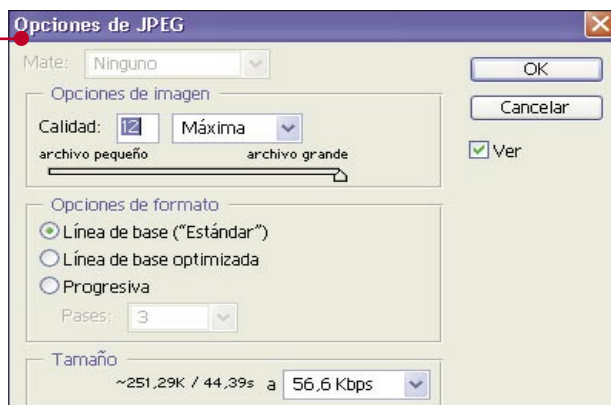 Opciones de JPEG
Mate: Ninguno
OK
Opciones de imagen
Cancelar
Calidad: 12 Máxima
Ver
archivo pequeño archivo grande
Opciones de formato
Línea de base ("Estándar")
Línea de base optimizada
Progresiva
Pases: 3
Tamaño
~251,29K / 44,39s a 56,6 Kbps